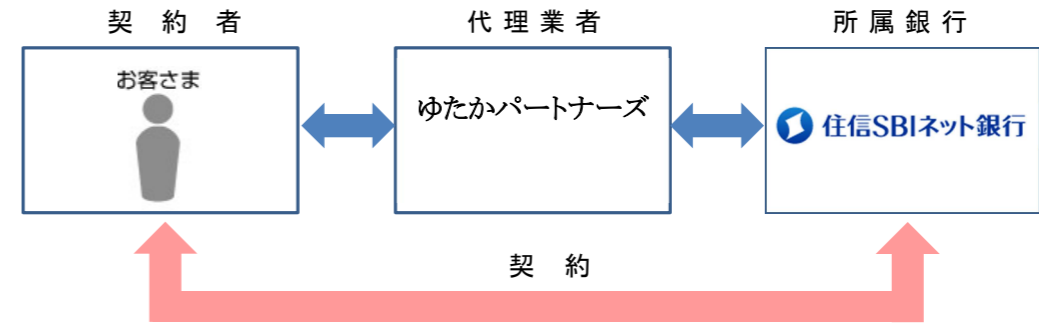 契約者
代理業者
所属銀行
お客さま
ゆたかパートナーズ
住信SBIネット銀行
契約